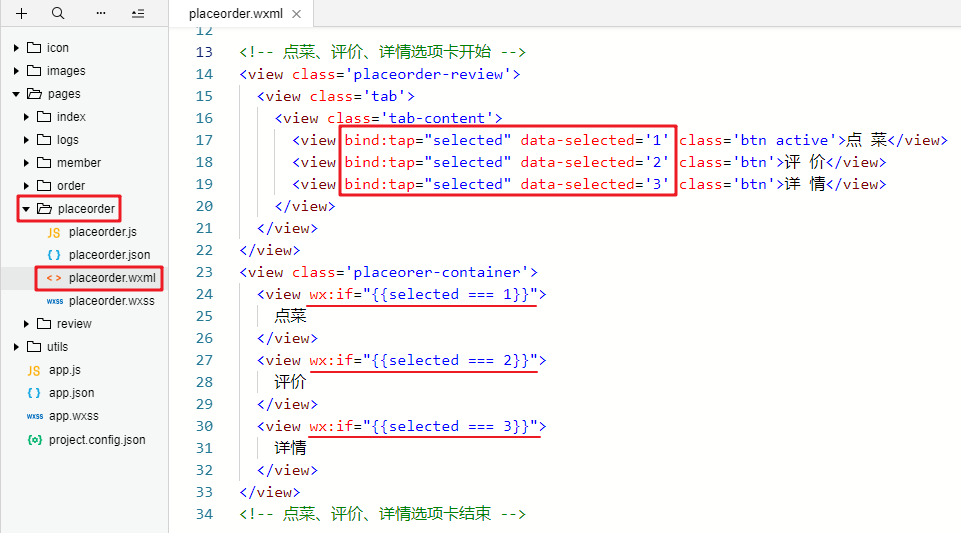 placeorder.wxml
icon
images
pages
index
logs
member
order
placeorder
JS placeorder.js
{ } placeorder.json
< > placeorder.wxml
wxss placeorder.wxss
review
utils
JS app.js
{ } app.json
wxss app.wxss
{o} project.config.json
12
13 <!-- 点菜、评价、详情选项卡开始 -->
14 <view class='placeorder-review'>
15 <view class='tab'>
16 <view class='tab-content'>
17 <view bind:tap="selected" data-selected='1' class='btn active'>点 菜</view>
18 <view bind:tap="selected" data-selected='2' class='btn'>评 价</view>
19 <view bind:tap="selected" data-selected='3' class='btn'>详 情</view>
20 </view>
21 </view>
22 </view>
23 <view class='placeorer-container'>
24 <view wx:if="{{selected === 1}}">
25 点菜
26 </view>
27 <view wx:if="{{selected === 2}}">
28 评价
29 </view>
30 <view wx:if="{{selected === 3}}">
31 详情
32 </view>
33 </view>
34 <!-- 点菜、评价、详情选项卡结束 -->